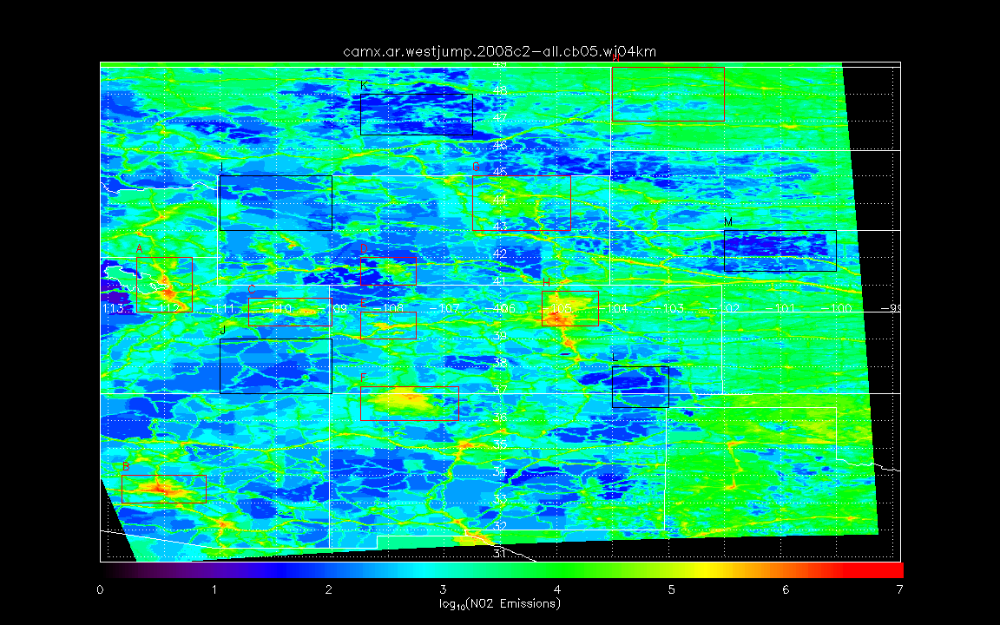 camx.ar.westjump.2008c2-all.cb05.wj04km
N
49
K
48
47
46
I
45
44
43
M
A
D
42
41
C
H
-113 -112 -111 -109 -108 -107 -106 -105 -104 -103 -102 -101 -100 -99
E
J
39
38
L
F
37
36
35
34
B
33
32
31
0 1 2 3 4 5 6 7
log10(NO2 Emissions)